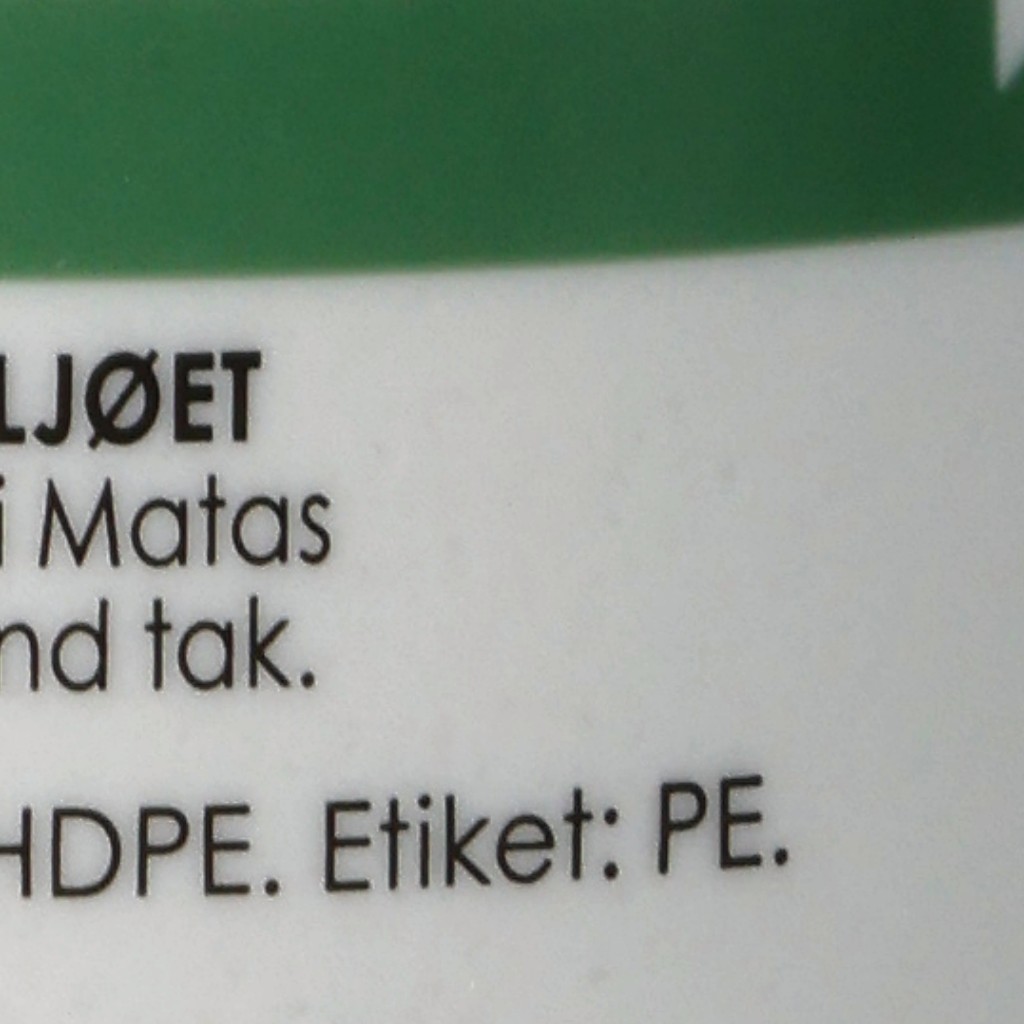 LJØET
i Matas
nd tak.
HDPE. Etiket: PE.